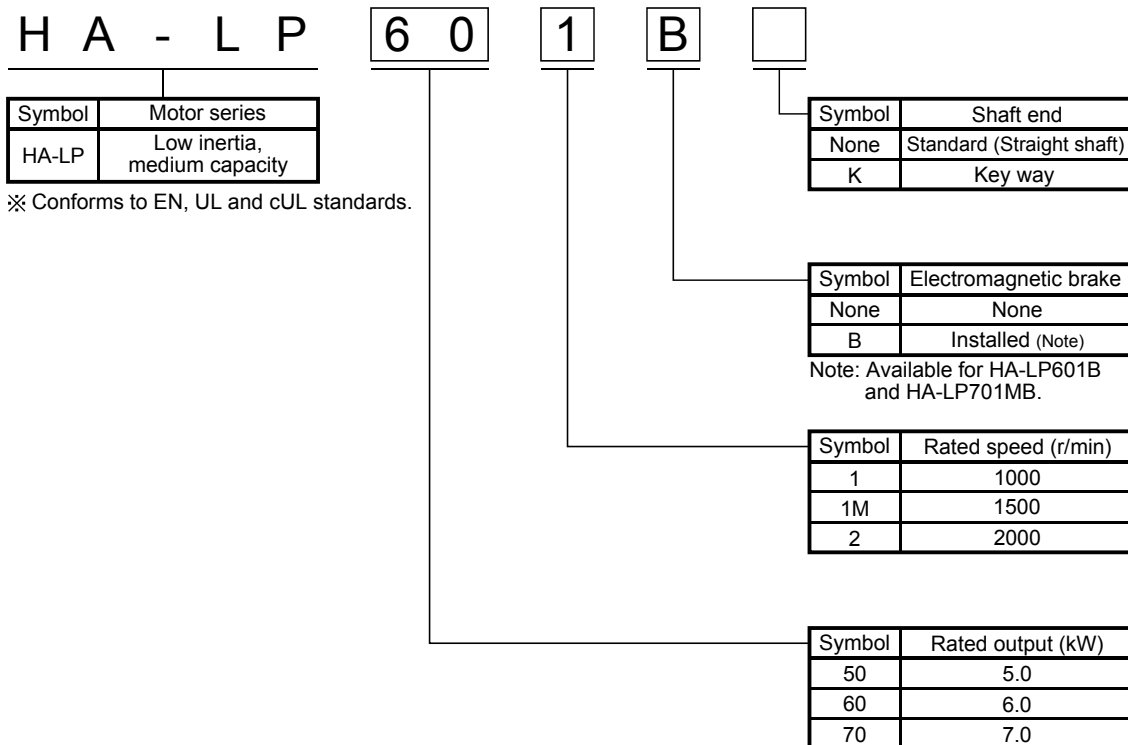 HA-LP 60 1 B
Symbol Motor series
HA-LP Low inertia,
medium capacity
※ Conforms to EN, UL and cUL standards.
Symbol Shaft end
None Standard (Straight shaft)
K Key way
Symbol Electromagnetic brake
None None
B Installed (Note)
Note: Available for HA-LP601B
and HA-LP701MB.
Symbol Rated speed (r/min)
1 1000
1M 1500
2 2000
Symbol Rated output (kW)
50 5.0
60 6.0
70 7.0